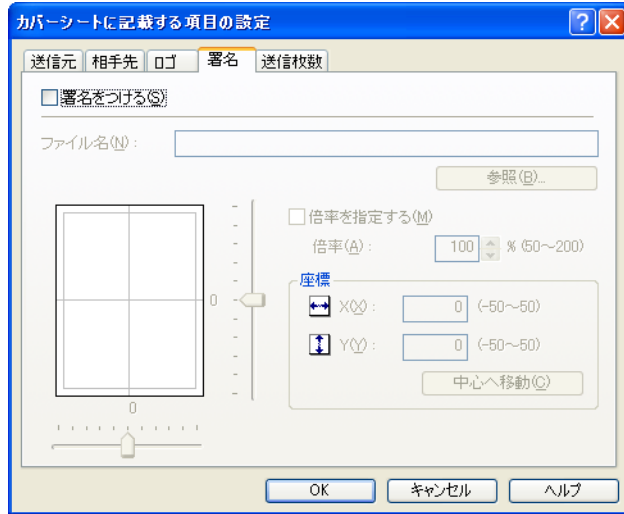 カバーシートに記載する項目の設定
送信元 相手先 ロゴ 署名 送信枚数
署名をつける(S)
ファイル名(N):
参照(B)...
倍率を指定する(M)
倍率(A): 100 % (50～200)
座標
0
X(X): 0 (-50～50)
Y(Y): 0 (-50～50)
中心へ移動(C)
0
OK キャンセル ヘルプ